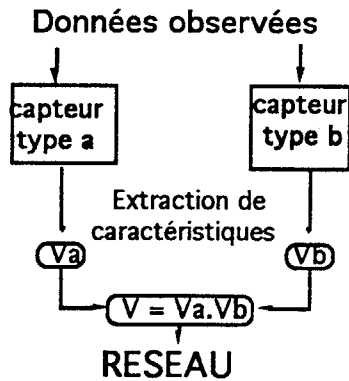 Données observées
capteur
type a
capteur
type b
Extraction de
caractéristiques
Va
Vb
V = Va.Vb
RESEAU